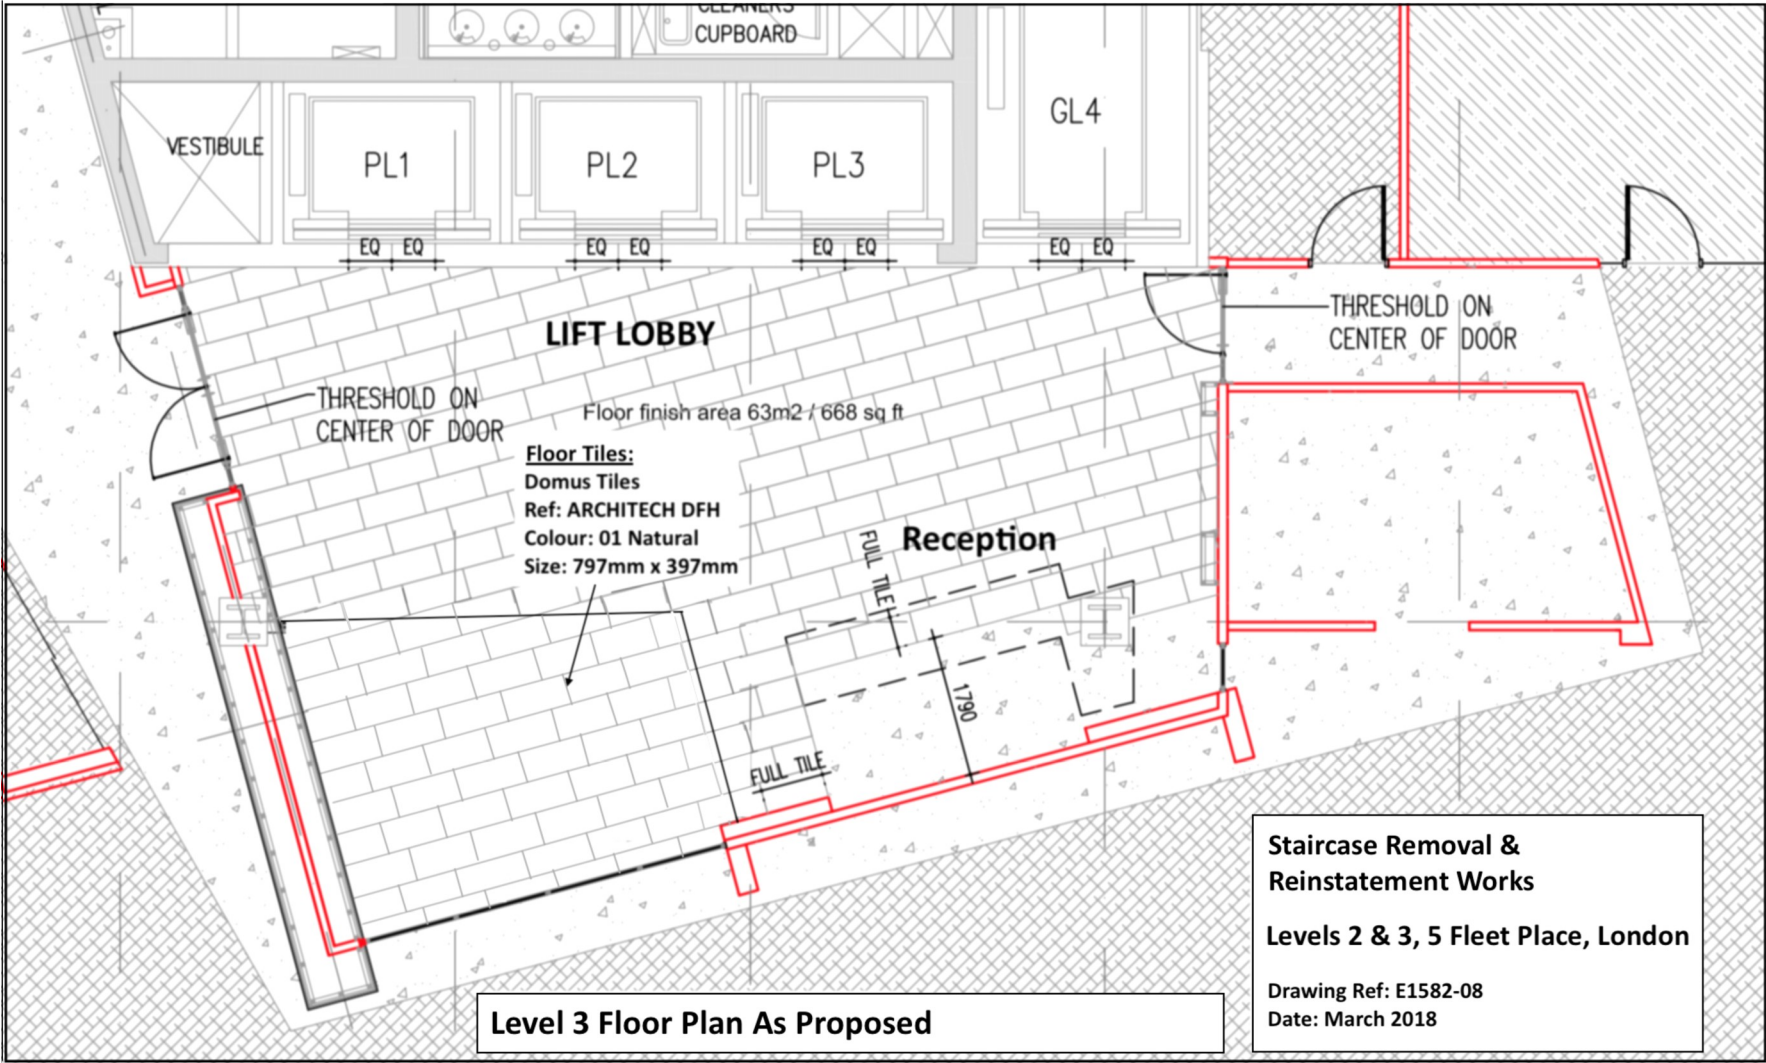 CLEANERS
CUPBOARD
VESTIBULE
PL1
PL2
PL3
GL4
EQ EQ
EQ EQ
EQ EQ
EQ EQ
THRESHOLD ON
CENTER OF DOOR
LIFT LOBBY
THRESHOLD ON
CENTER OF DOOR
Floor finish area 63m2 / 668 sq ft
Floor Tiles:
Domus Tiles
Ref: ARCHITECH DFH
Colour: 01 Natural
Size: 797mm x 397mm
Reception
FULL TILE
1790
FULL TILE
Staircase Removal &
Reinstatement Works
Levels 2 & 3, 5 Fleet Place, London
Drawing Ref: E1582-08
Date: March 2018
Level 3 Floor Plan As Proposed